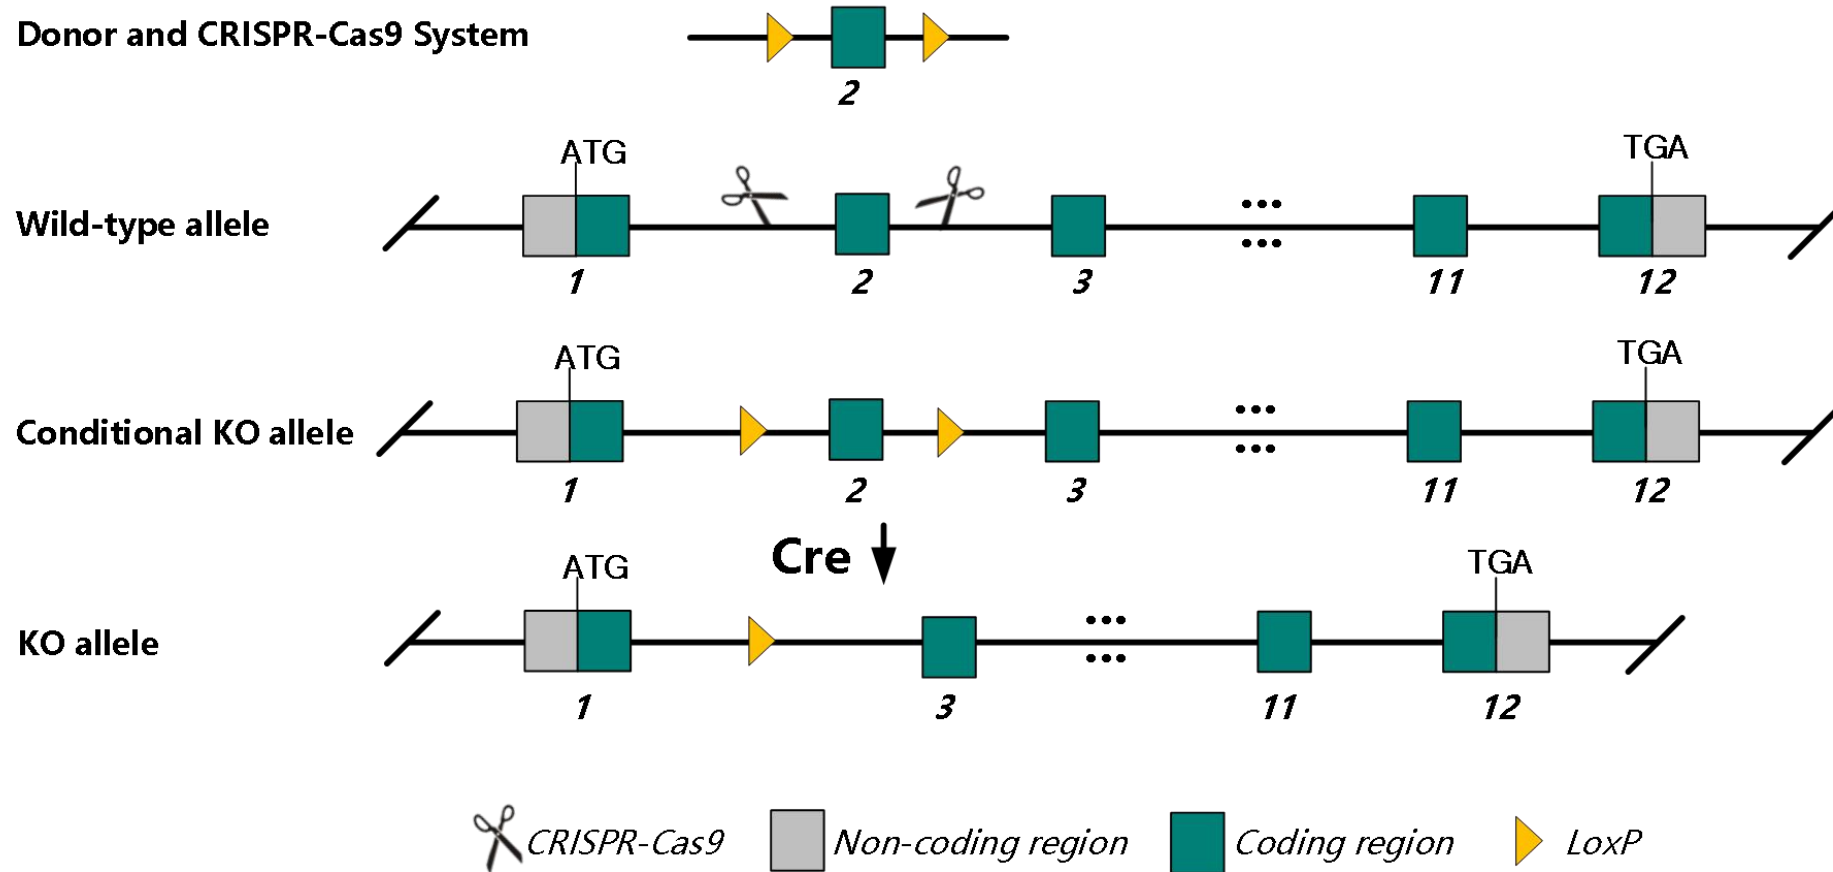 Donor and CRISPR-Cas9 System
2
ATG
TGA
Wild-type allele
1 2 3 11 12
ATG
TGA
Conditional KO allele
1 2 3 11 12
Cre
ATG
TGA
KO allele
1 3 11 12
CRISPR-Cas9 Non-coding region Coding region LoxP